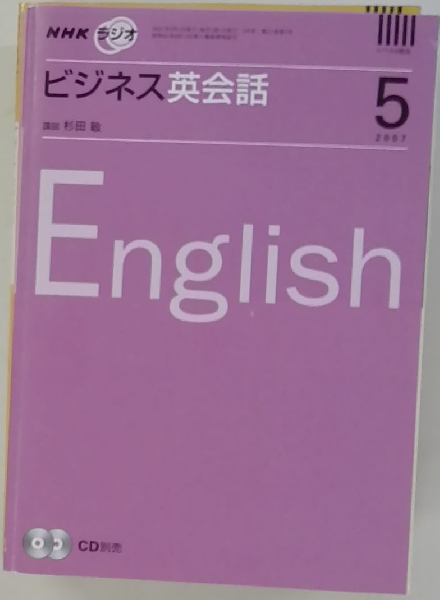 NHK ラジオ
ビジネス英会話
講師 杉田 敏
5
2007
English
CD別売